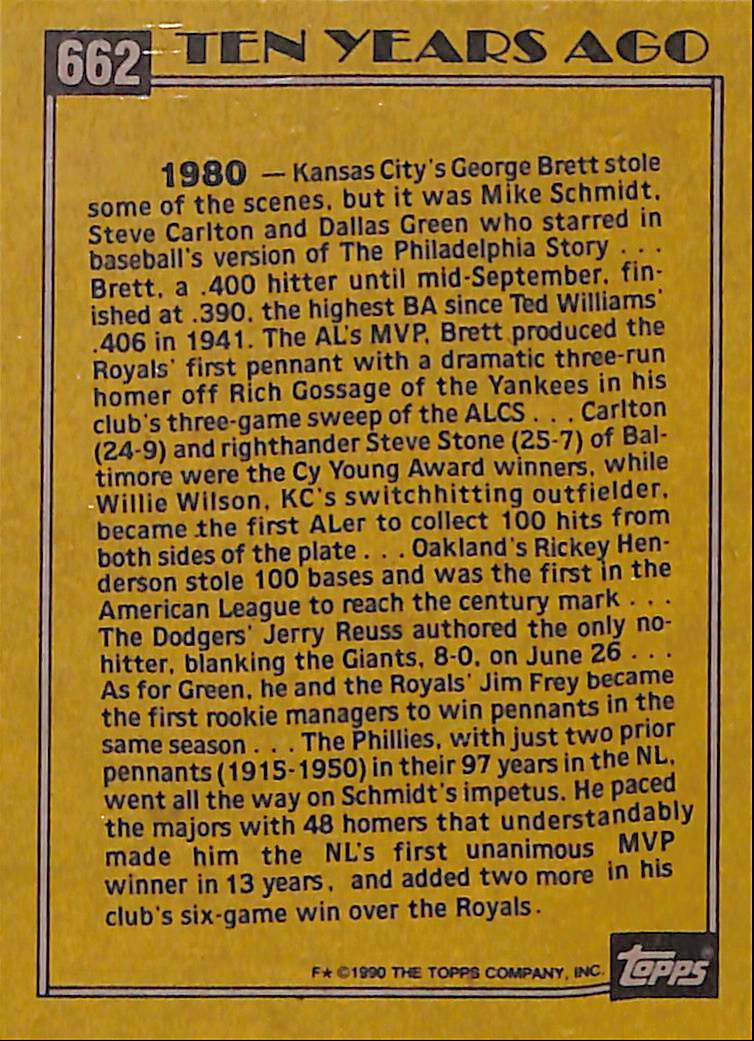 662 TEN YEARS AGO
1980 — Kansas City's George Brett stole
some of the scenes, but it was Mike Schmidt,
Steve Carlton and Dallas Green who starred in
baseball's version of The Philadelphia Story . . .
Brett, a .400 hitter until mid-September, fin-
ished at .390, the highest BA since Ted Williams'
.406 in 1941. The AL's MVP, Brett produced the
Royals' first pennant with a dramatic three-run
homer off Rich Gossage of the Yankees in his
club's three-game sweep of the ALCS . . . Carlton
(24-9) and righthander Steve Stone (25-7) of Bal-
timore were the Cy Young Award winners, while
Willie Wilson, KC's switchhitting outfielder,
became the first ALer to collect 100 hits from
both sides of the plate . . . Oakland's Rickey Hen-
derson stole 100 bases and was the first in the
American League to reach the century mark . . .
The Dodgers' Jerry Reuss authored the only no-
hitter, blanking the Giants, 8-0, on June 26 . . .
As for Green, he and the Royals' Jim Frey became
the first rookie managers to win pennants in the
same season . . . The Phillies, with just two prior
pennants (1915-1950) in their 97 years in the NL,
went all the way on Schmidt's impetus. He paced
the majors with 48 homers that understandably
made him the NL's first unanimous MVP
winner in 13 years, and added two more in his
club's six-game win over the Royals.
F★ ©1990 THE TOPPS COMPANY, INC.
topps